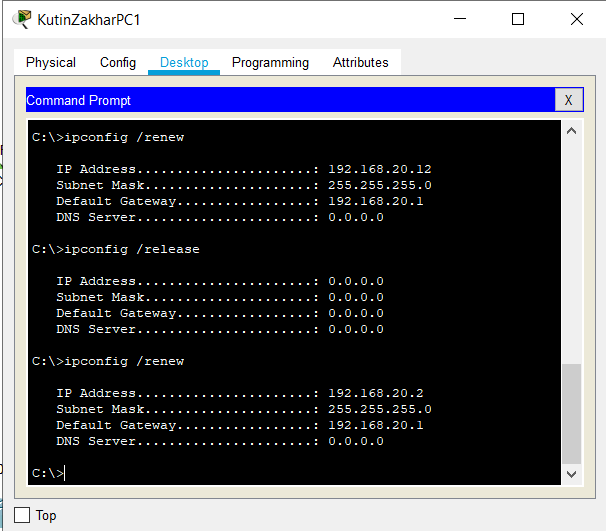 KutinZakharPC1
Physical Config Desktop Programming Attributes
Command Prompt X
C:\>ipconfig /renew
IP Address......................: 192.168.20.12
Subnet Mask.....................: 255.255.255.0
Default Gateway.................: 192.168.20.1
DNS Server......................: 0.0.0.0
C:\>ipconfig /release
IP Address......................: 0.0.0.0
Subnet Mask.....................: 0.0.0.0
Default Gateway.................: 0.0.0.0
DNS Server......................: 0.0.0.0
C:\>ipconfig /renew
IP Address......................: 192.168.20.2
Subnet Mask.....................: 255.255.255.0
Default Gateway.................: 192.168.20.1
DNS Server......................: 0.0.0.0
C:\>
Top